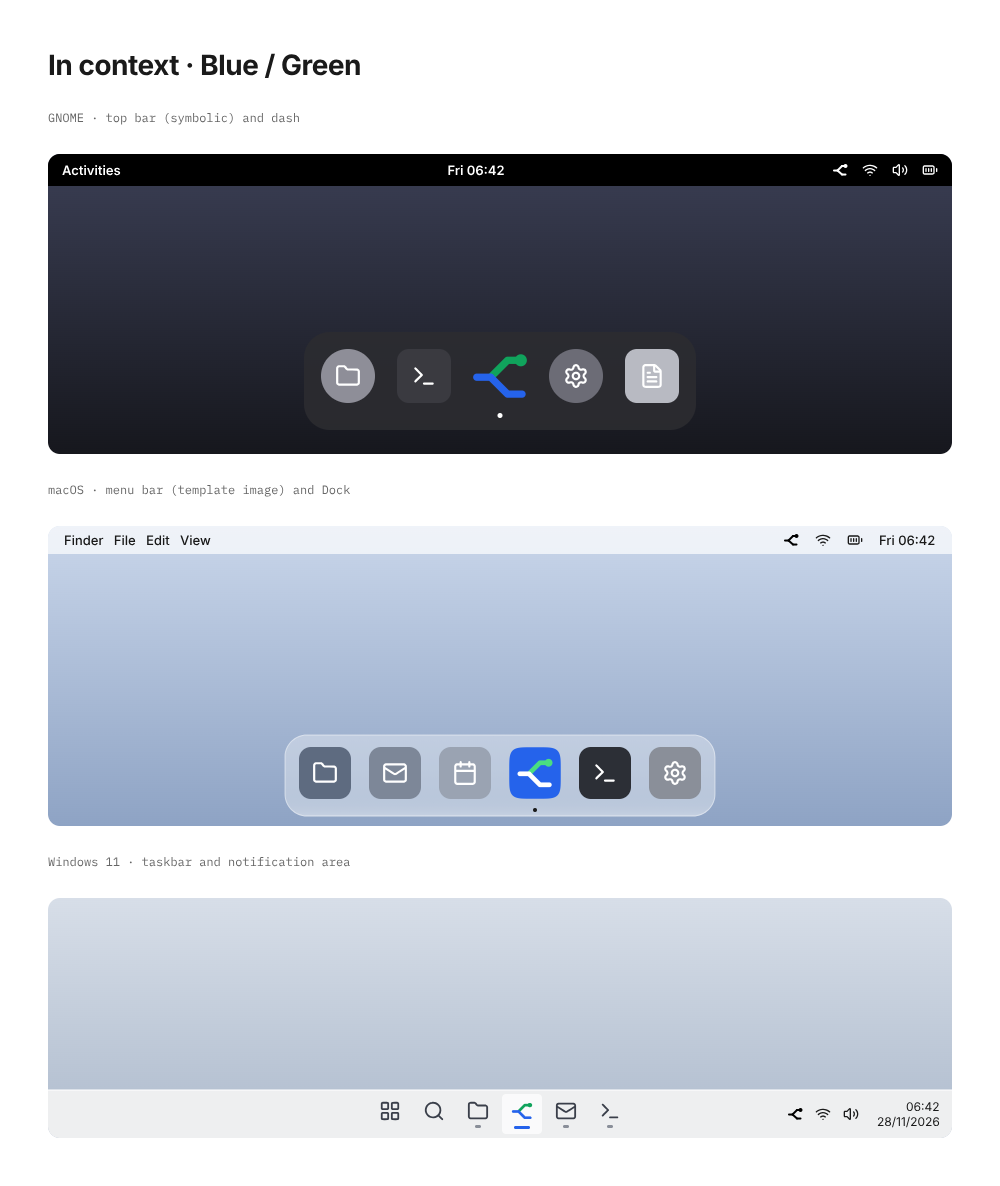 In context · Blue / Green
GNOME · top bar (symbolic) and dash
Activities Fri 06:42
macOS · menu bar (template image) and Dock
Finder File Edit View Fri 06:42
Windows 11 · taskbar and notification area
06:42
28/11/2026